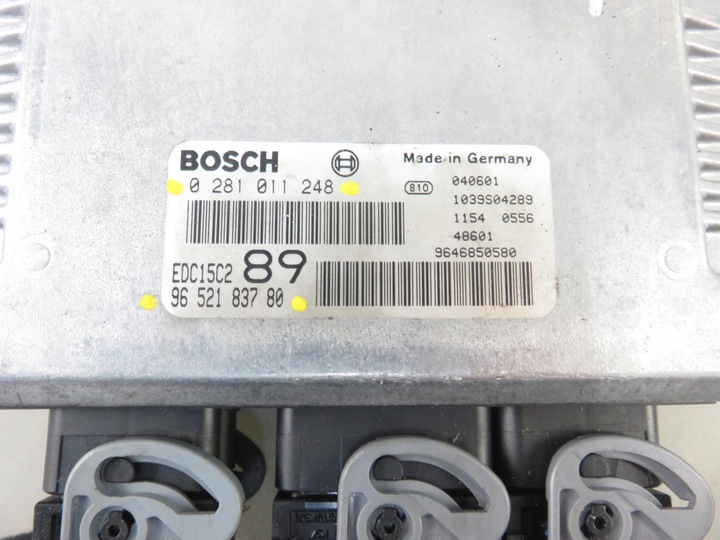 BOSCH
Made in Germany
0 281 011 248
810
040601
1039S04289
1154 0556
48601
9646850580
EDC15C2 89
96 521 837 80